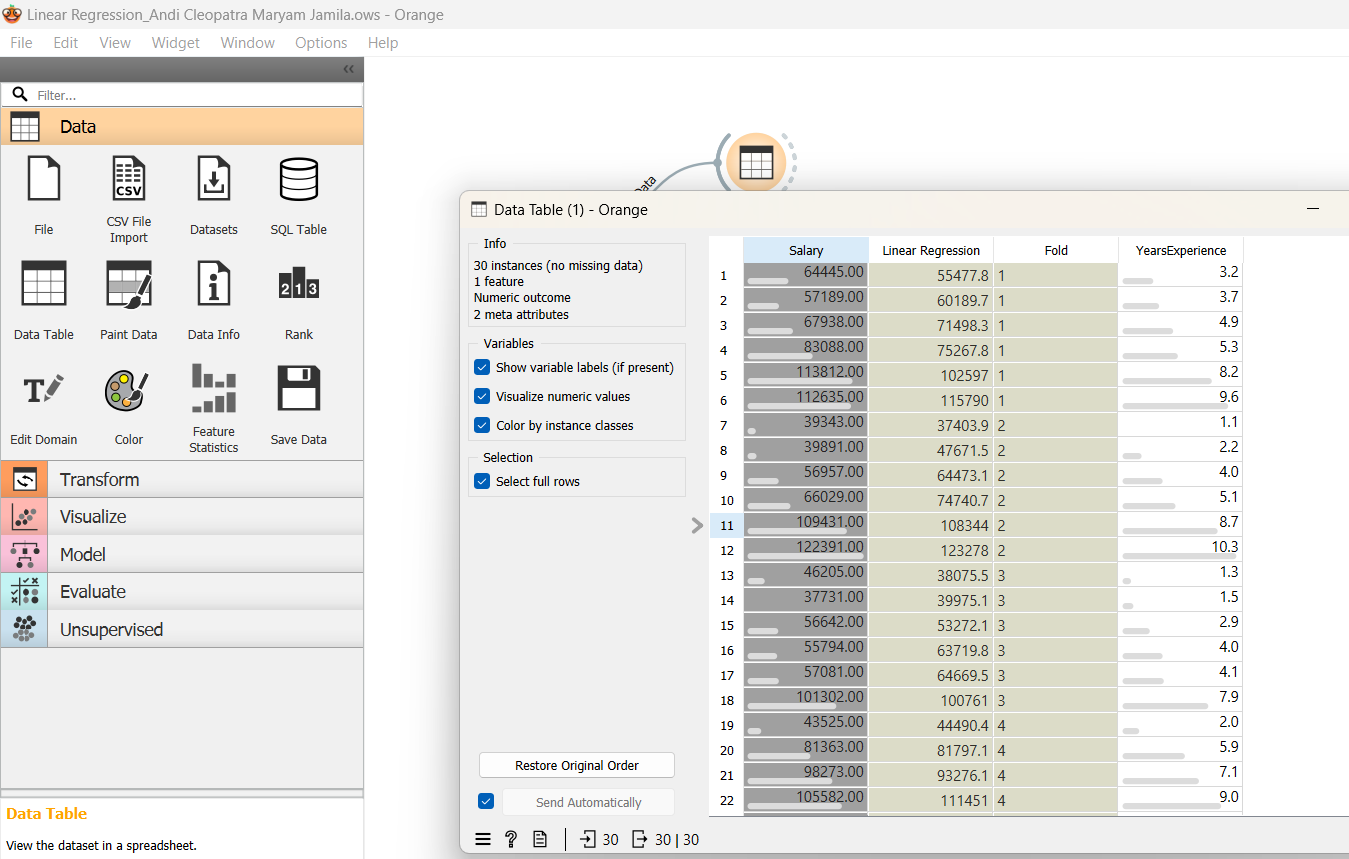 Linear Regression_Andi Cleopatra Maryam Jamila.ows - Orange
File Edit View Widget Window Options Help
Filter...
Data
File
CSV File
Import
Datasets
SQL Table
CSV
Data Table
Paint Data
Data Info
Rank
2 1 3
Edit Domain
Color
Feature
Statistics
Save Data
Transform
Visualize
Model
Evaluate
Unsupervised
Data Table
View the dataset in a spreadsheet.
Data Table (1) - Orange
Info
30 instances (no missing data)
1 feature
Numeric outcome
2 meta attributes
Variables
Show variable labels (if present)
Visualize numeric values
Color by instance classes
Selection
Select full rows
Restore Original Order
Send Automatically
30 30 | 30
Salary Linear Regression Fold YearsExperience
1 64445.00 55477.8 1 3.2
2 57189.00 60189.7 1 3.7
3 67938.00 71498.3 1 4.9
4 83088.00 75267.8 1 5.3
5 113812.00 102597 1 8.2
6 112635.00 115790 1 9.6
7 39343.00 37403.9 2 1.1
8 39891.00 47671.5 2 2.2
9 56957.00 64473.1 2 4.0
10 66029.00 74740.7 2 5.1
11 109431.00 108344 2 8.7
12 122391.00 123278 2 10.3
13 46205.00 38075.5 3 1.3
14 37731.00 39975.1 3 1.5
15 56642.00 53272.1 3 2.9
16 55794.00 63719.8 3 4.0
17 57081.00 64669.5 3 4.1
18 101302.00 100761 3 7.9
19 43525.00 44490.4 4 2.0
20 81363.00 81797.1 4 5.9
21 98273.00 93276.1 4 7.1
22 105582.00 111451 4 9.0